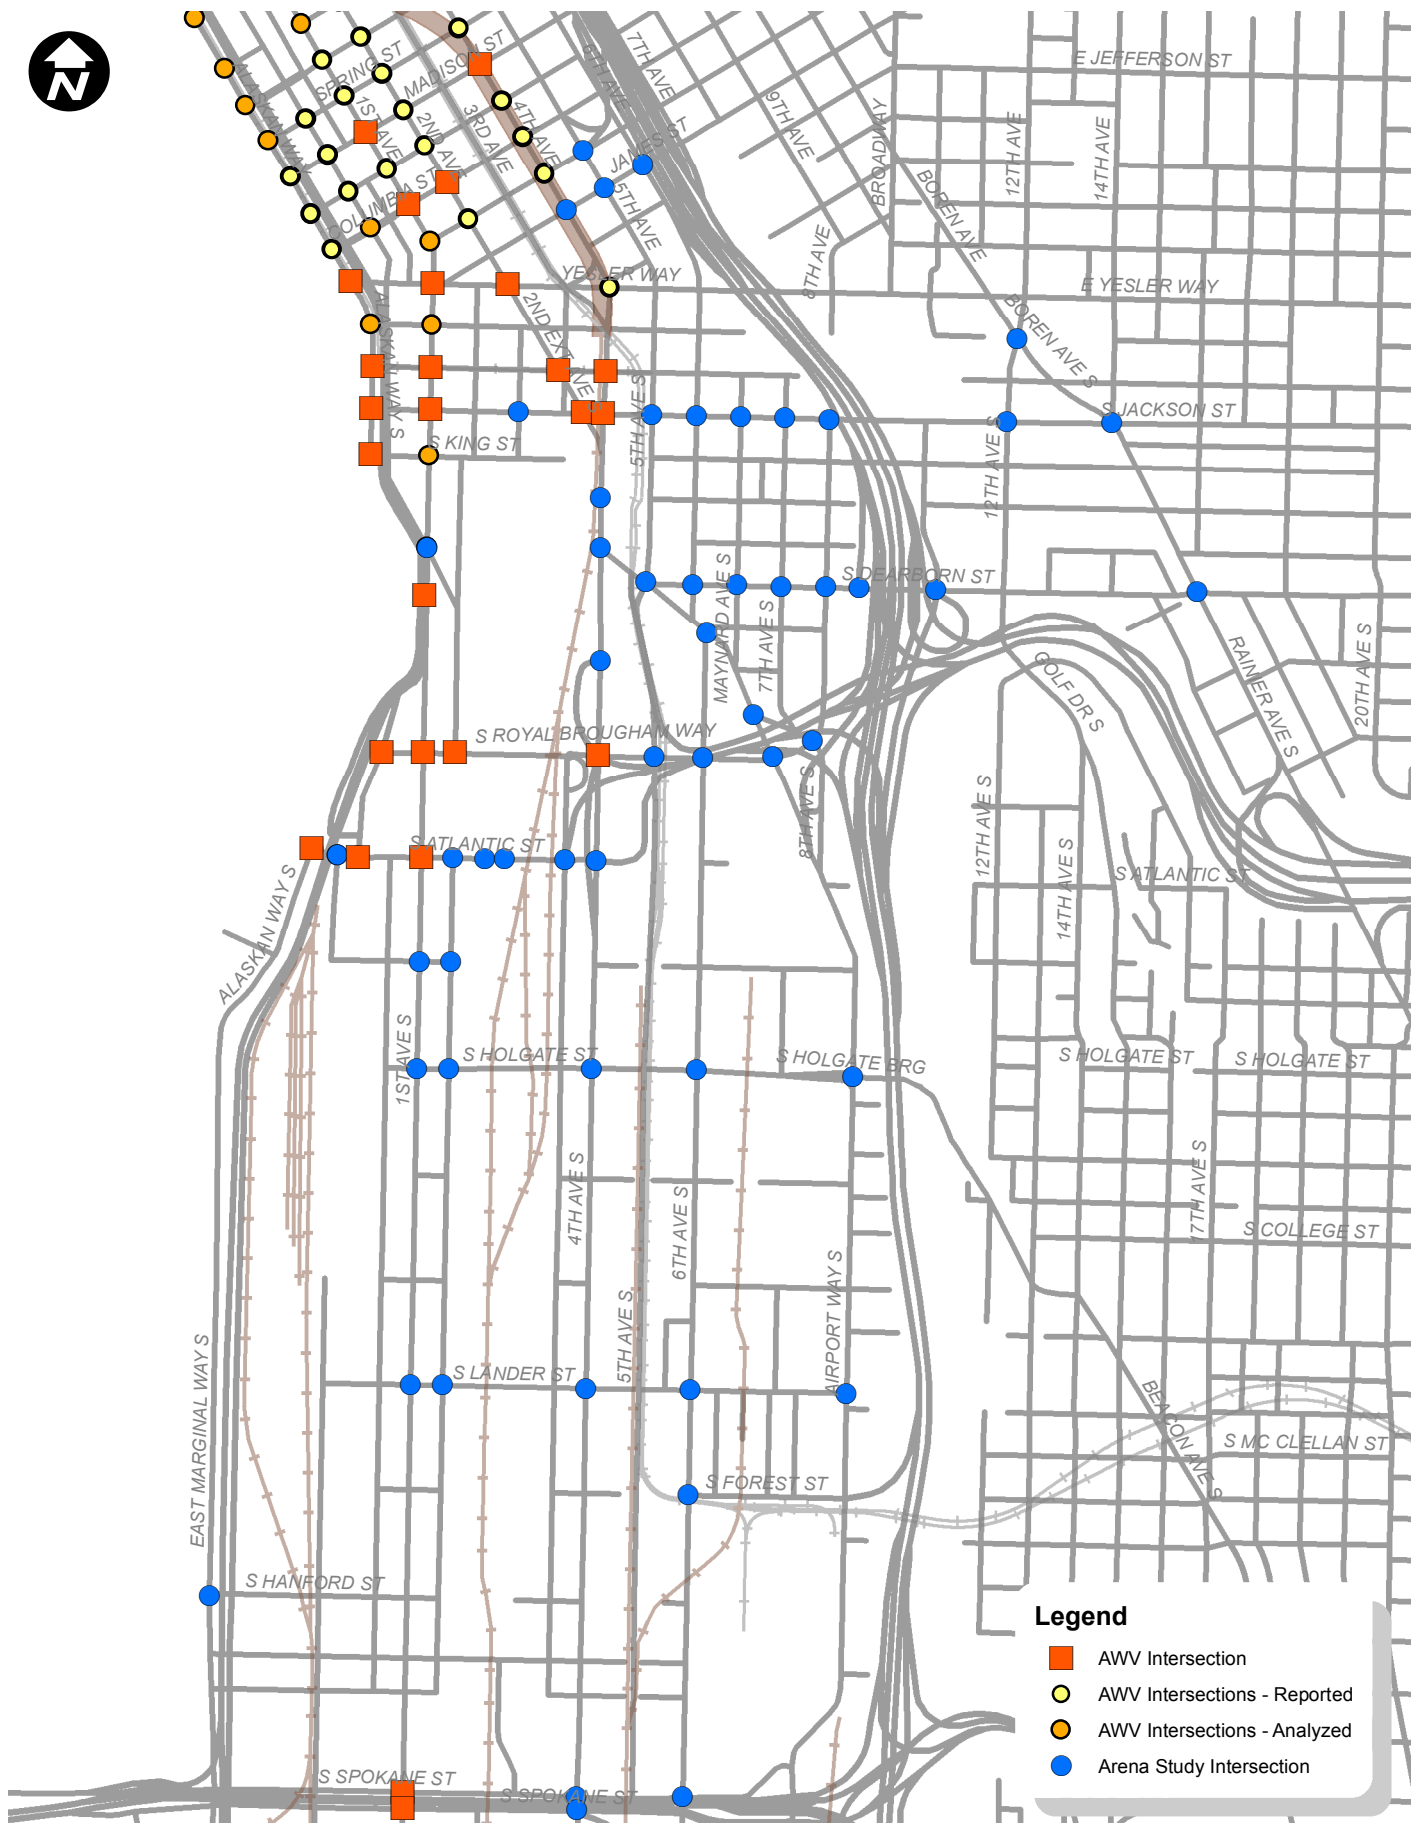 N
SPRING ST
MADISON ST
6TH AVE
7TH AVE
E JEFFERSON ST
ALASKAN WAY
1ST AVE
2ND AVE
3RD AVE
4TH AVE
JAMES ST
9TH AVE
BROADWAY
12TH AVE
14TH AVE
COLUMBIA ST
5TH AVE
BOREN AVE
8TH AVE
YESLER WAY
E YESLER WAY
ALASKAN WAY S
2ND EXT AVE S
BOREN AVE S
5TH AVE S
S JACKSON ST
S KING ST
12TH AVE S
MAYNARD AVE S
7TH AVE S
S DEARBORN ST
GOLF DR S
RAINIER AVE S
20TH AVE S
S ROYAL BROUGHAM WAY
8TH AVE S
12TH AVE S
S ATLANTIC ST
14TH AVE S
S ATLANTIC ST
ALASKAN WAY S
1ST AVE S
S HOLGATE ST
S HOLGATE BRG
S HOLGATE ST
S HOLGATE ST
4TH AVE S
6TH AVE S
17TH AVE S
S COLLEGE ST
5TH AVE S
AIRPORT WAY S
EAST MARGINAL WAY S
S LANDER ST
BEACON AVE S
S MC CLELLAN ST
S FOREST ST
S HANFORD ST
S SPOKANE ST
S SPOKANE ST
Legend
AWV Intersection
AWV Intersections - Reported
AWV Intersections - Analyzed
Arena Study Intersection